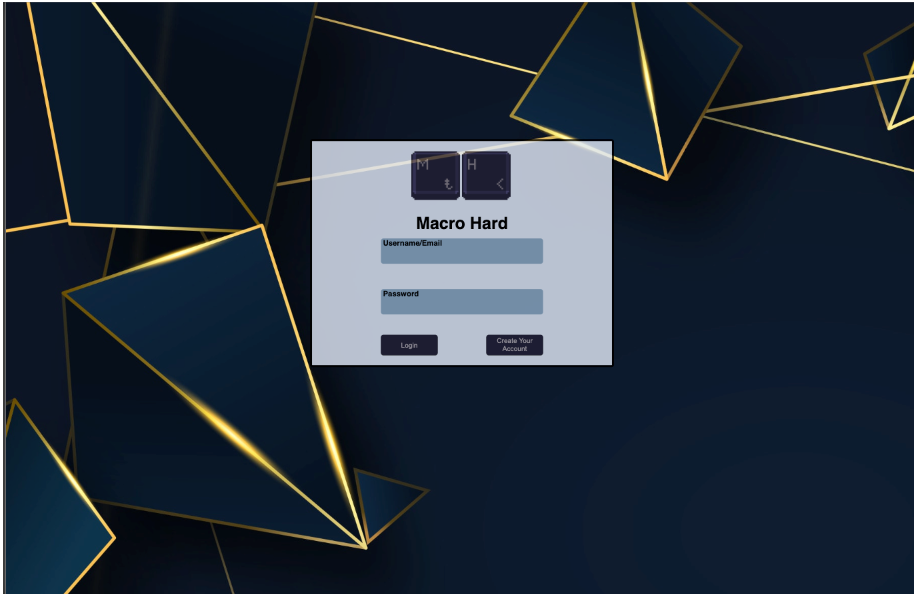 M H
t <
Macro Hard
Username/Email
Password
Login
Create Your
Account